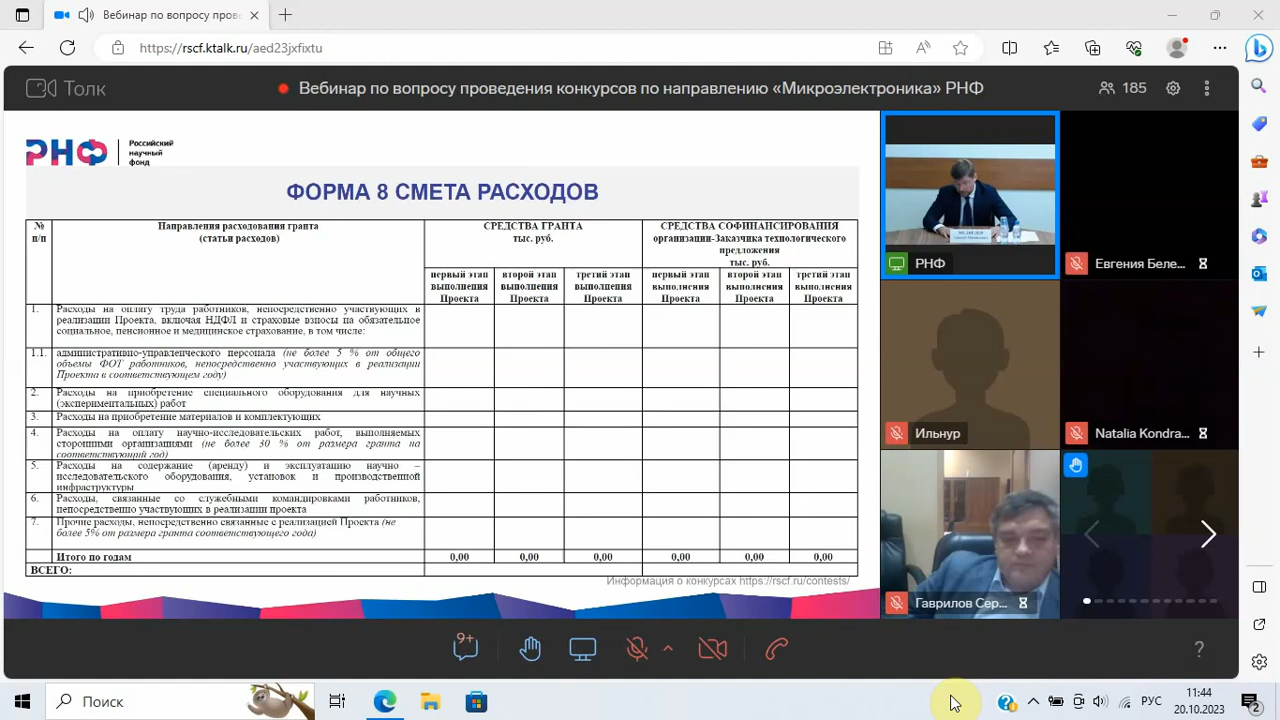 Вебинар по вопросу пров
https://rscf.ktalk.ru/aed23jxfixtu
Толк
Вебинар по вопросу проведения конкурсов по направлению «Микроэлектроника» РНФ
185
РНФ
Российский
научный
фонд
ФОРМА 8 СМЕТА РАСХОДОВ
№
п/п
Направления расходования гранта
(статьи расходов)
СРЕДСТВА ГРАНТА
тыс. руб.
СРЕДСТВА СОФИНАНСИРОВАНИЯ
организации-Заказчика технологического
предложения
тыс. руб.
первый этап
выполнения
Проекта
второй этап
выполнения
Проекта
третий этап
выполнения
Проекта
первый этап
выполнения
Проекта
второй этап
выполнения
Проекта
третий этап
выполнения
Проекта
1. Расходы на оплату труда работников, непосредственно участвующих в
реализации Проекта, включая НДФЛ и страховые взносы на обязательное
социальное, пенсионное и медицинское страхование, в том числе:
1.1. административно-управленческого персонала (не более 5 % от общего
объемы ФОТ работников, непосредственно участвующих в реализации
Проекта в соответствующем году)
2. Расходы на приобретение специального оборудования для научных
(экспериментальных) работ
3. Расходы на приобретение материалов и комплектующих
4. Расходы на оплату научно-исследовательских работ, выполняемых
сторонними организациями (не более 30 % от размера гранта на
соответствующий год)
5. Расходы на содержание (аренду) и эксплуатацию научно –
исследовательского оборудования, установок и производственной
инфраструктуры
6. Расходы, связанные со служебными командировками работников,
непосредственно участвующих в реализации проекта
7. Прочие расходы, непосредственно связанные с реализацией Проекта (не
более 5% от размера гранта соответствующего года)
Итого по годам 0,00 0,00 0,00 0,00 0,00 0,00
ВСЕГО:
Информация о конкурсах https://rscf.ru/contests/
РНФ
Евгения Беле...
Ильнур
Natalia Kondra...
Гаврилов Сер...
9+
?
Поиск
РУС
11:44
20.10.2023
2